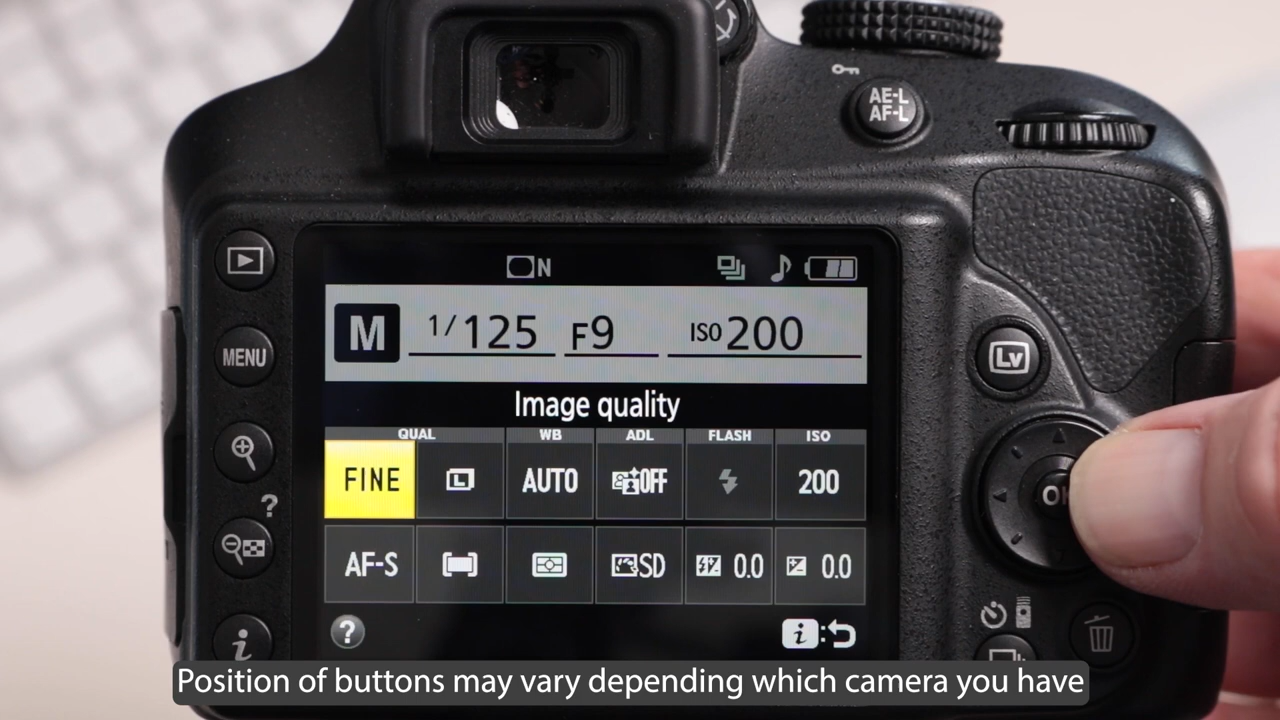 AE-L
AF-L
N
M 1/125 F9 ISO 200
MENU
Lv
Image quality
QUAL WB ADL FLASH ISO
FINE L AUTO OFF 200
OK
AF-S SD 0.0 0.0
?
? i
i
Position of buttons may vary depending which camera you have